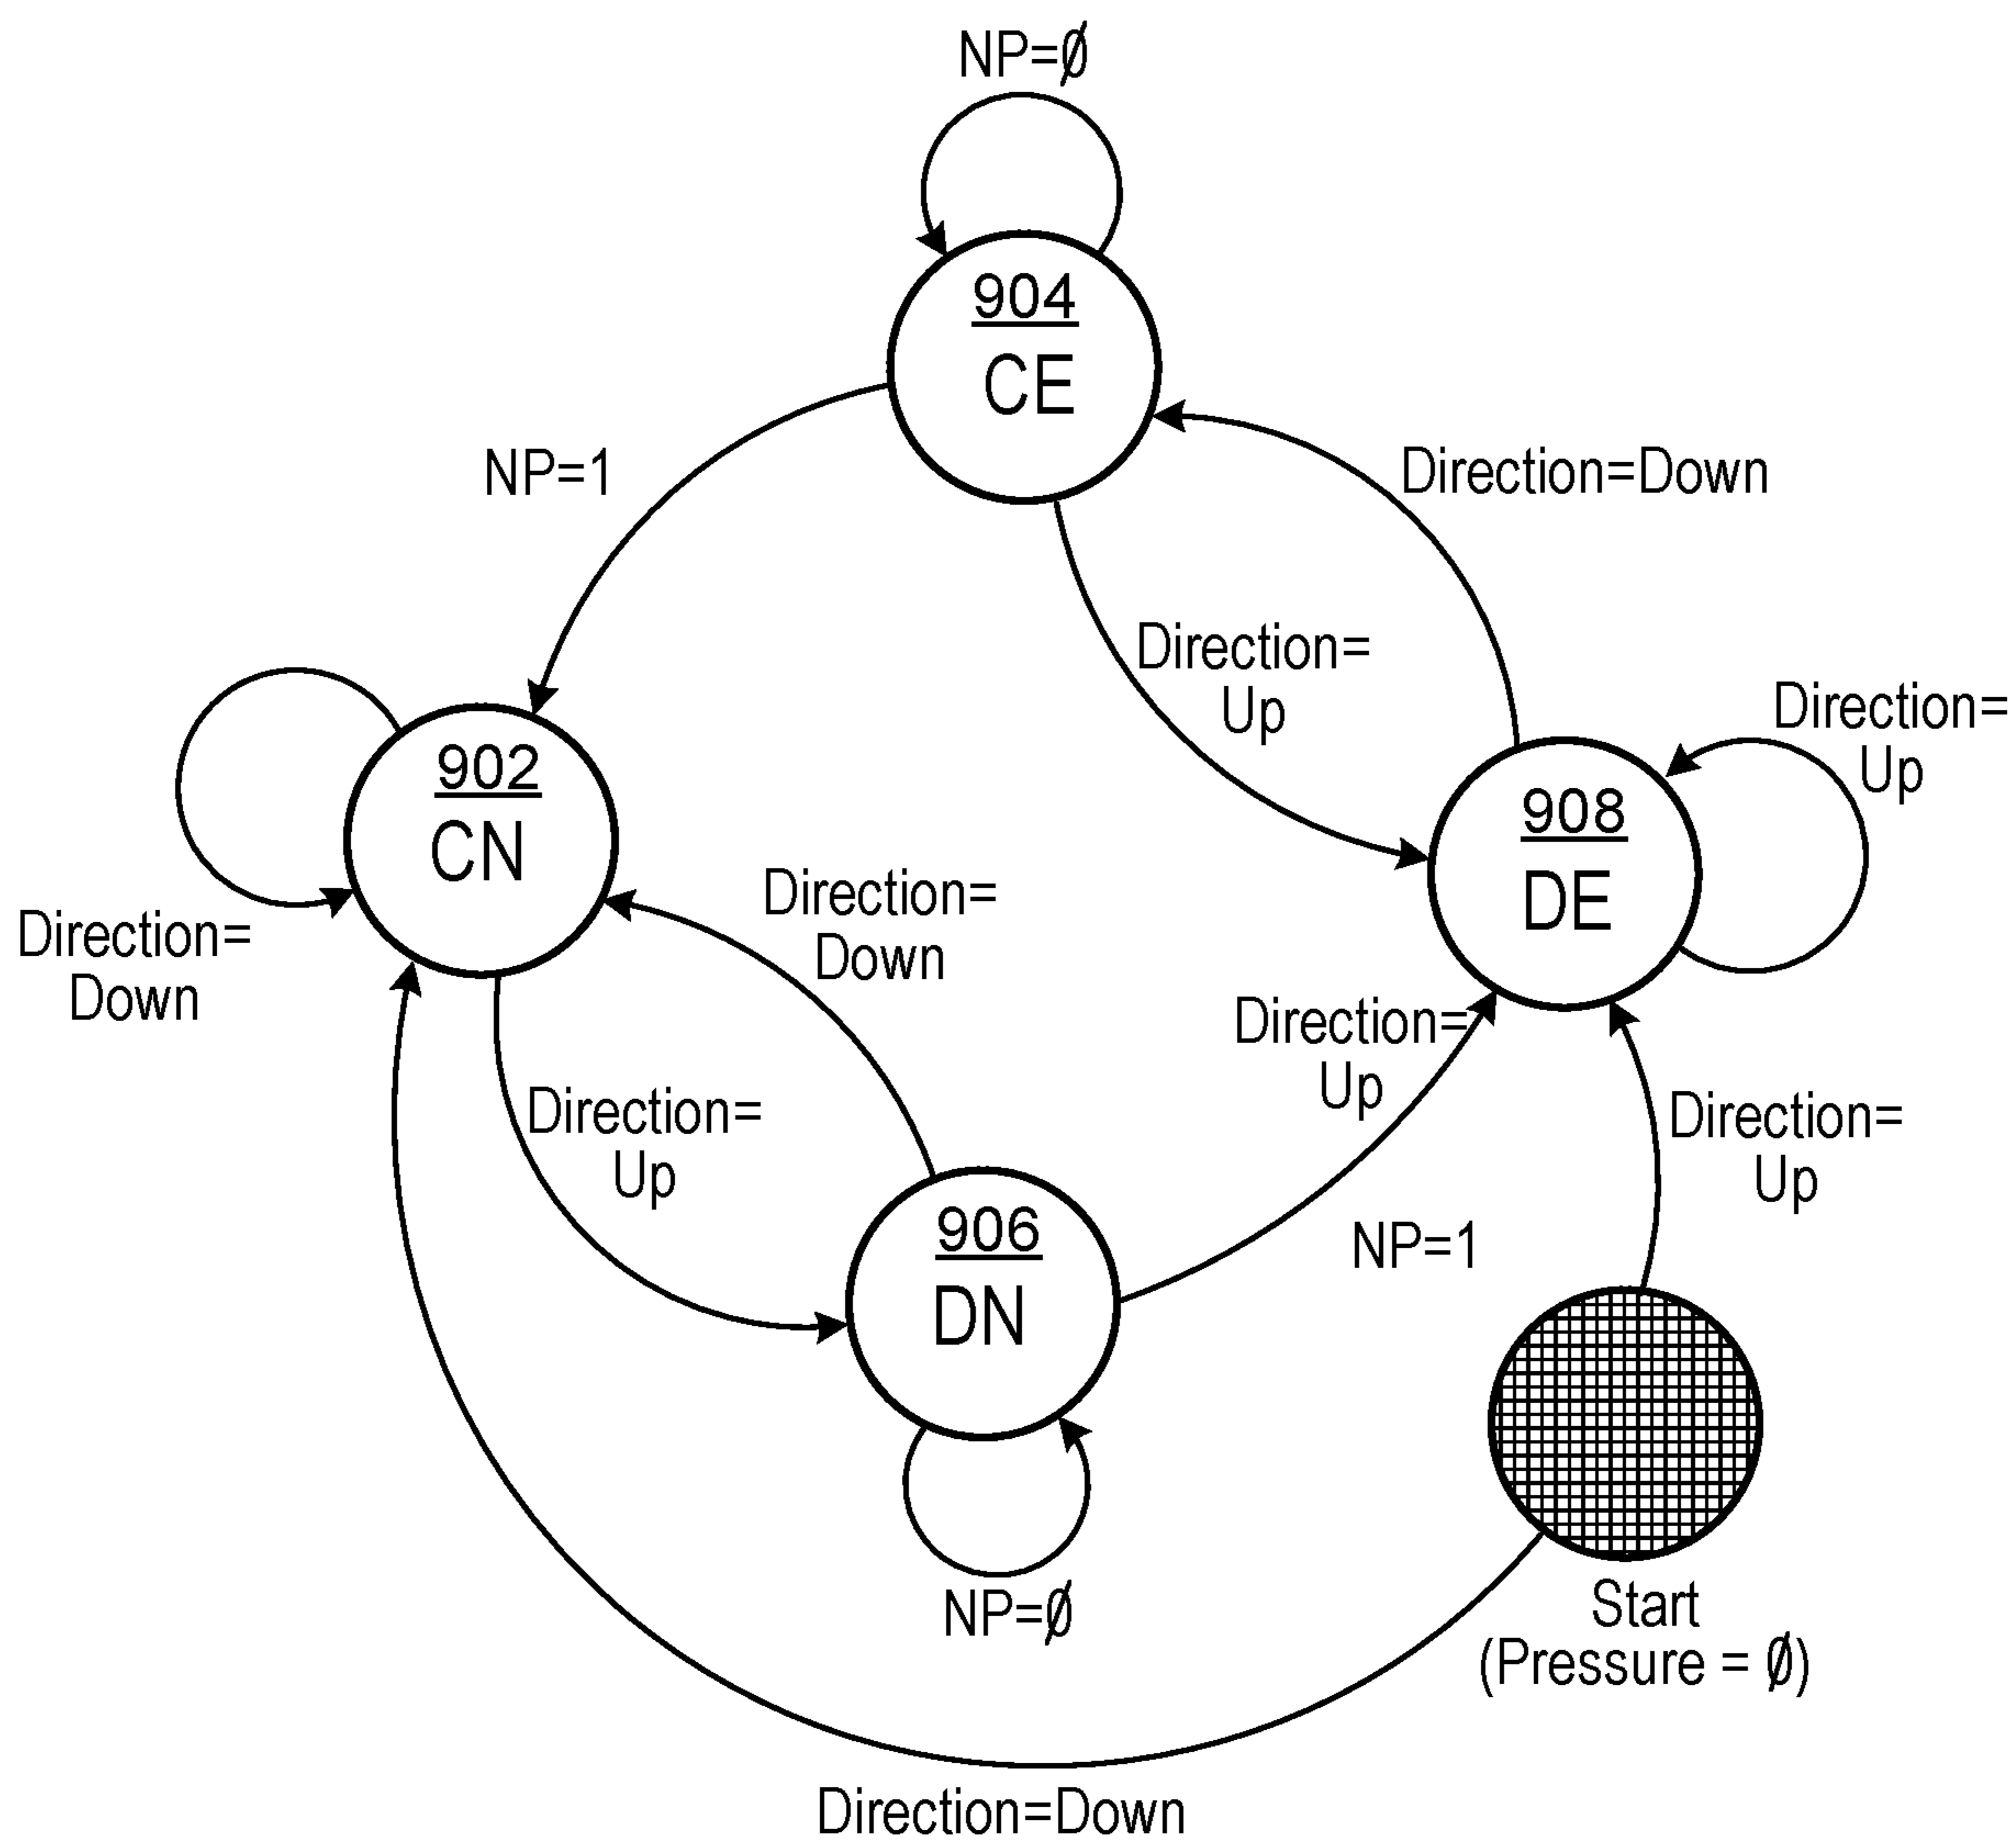 NP=∅
904
CE
NP=1
Direction=Down
Direction=
Up
Direction=
Up
902
CN
908
DE
Direction=
Down
Direction=
Down
Direction=
Up
Direction=
Up
Direction=
Up
906
DN
NP=1
NP=∅
Start
(Pressure = ∅)
Direction=Down